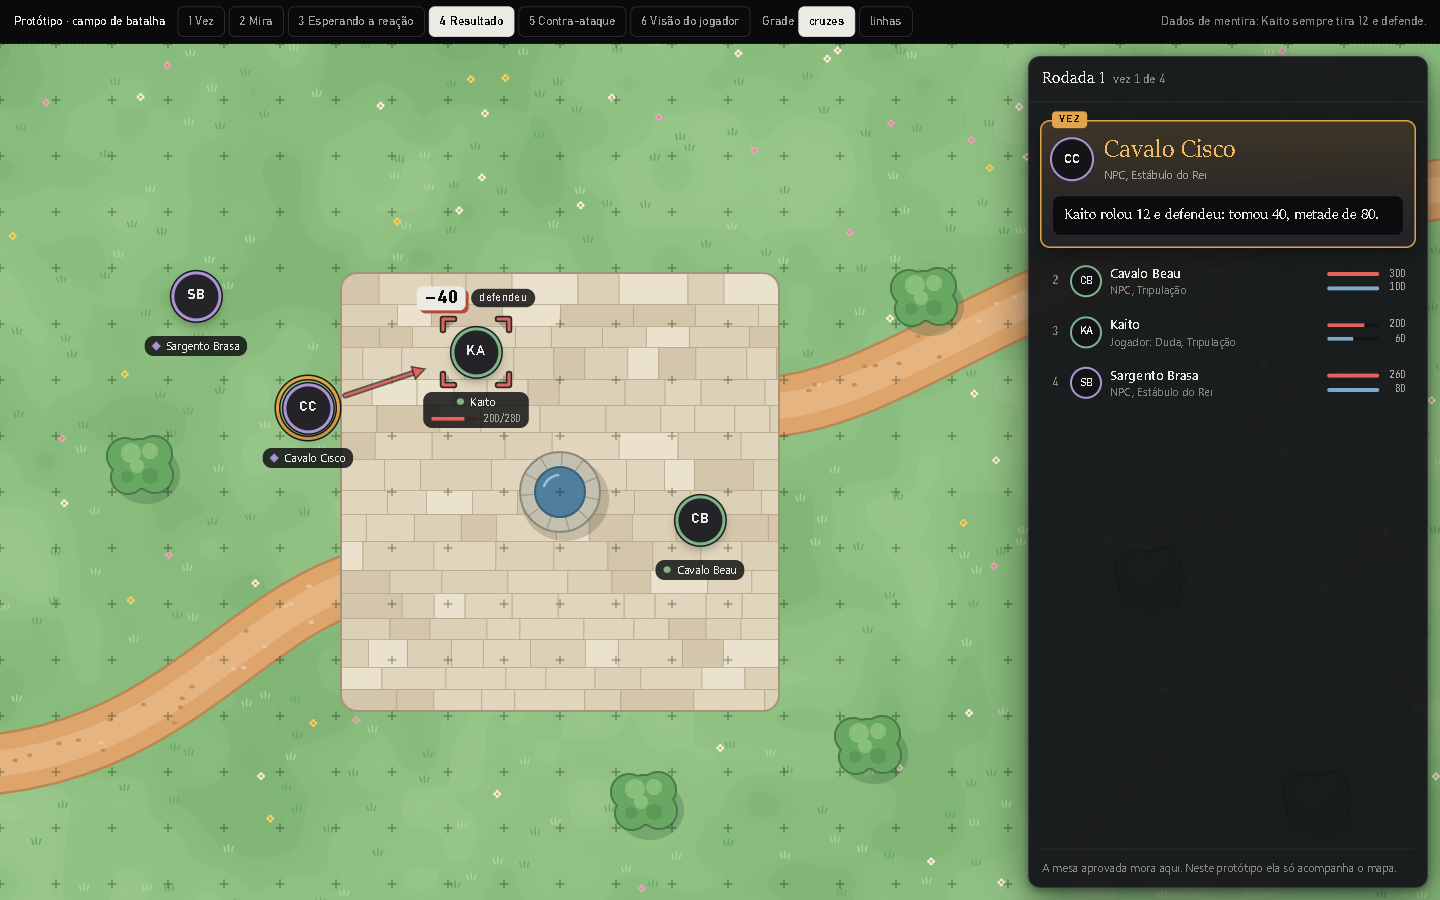 Protótipo · campo de batalha 1 Vez 2 Mira 3 Esperando a reação 4 Resultado 5 Contra-ataque 6 Visão do jogador Grade cruzes linhas Dados de mentira: Kaito sempre tira 12 e defende.
Rodada 1 vez 1 de 4
VEZ
CC Cavalo Cisco
NPC, Estábulo do Rei
Kaito rolou 12 e defendeu: tomou 40, metade de 80.
2 CB Cavalo Beau 300
NPC, Tripulação 100
3 KA Kaito 200
Jogador: Duda, Tripulação 60
4 SB Sargento Brasa 260
NPC, Estábulo do Rei 80
A mesa aprovada mora aqui. Neste protótipo ela só acompanha o mapa.
SB
Sargento Brasa
−40 defendeu
KA
Kaito
200/280
CC
Cavalo Cisco
CB
Cavalo Beau